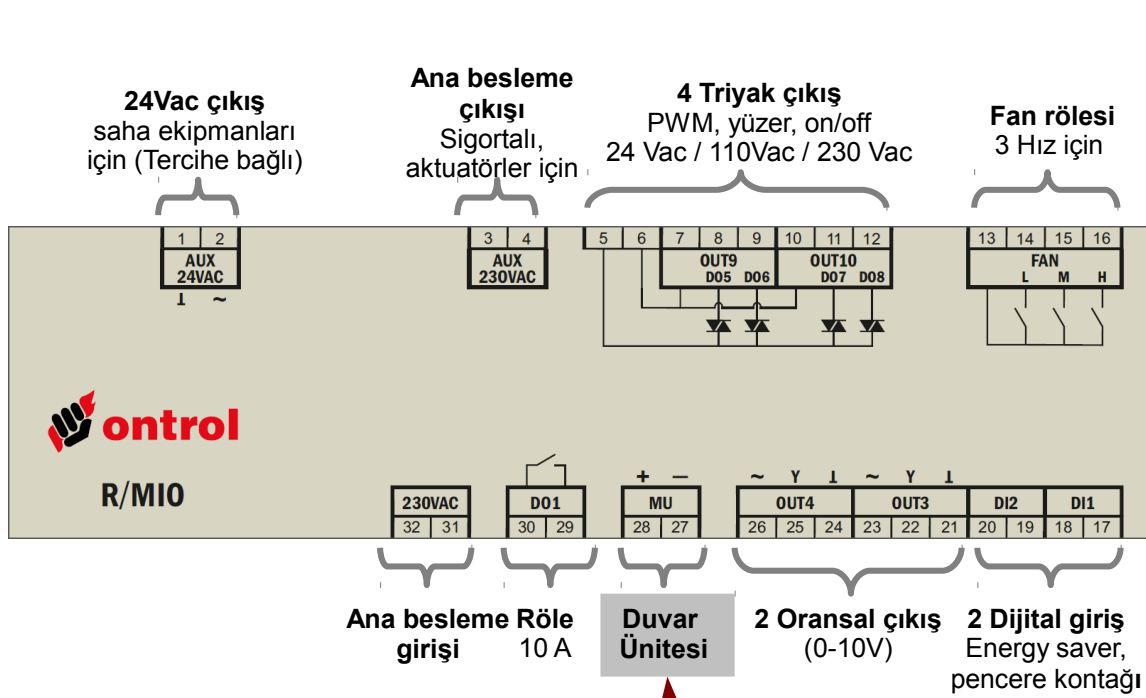 24Vac çıkış
saha ekipmanları
için (Tercihe bağlı)
Ana besleme
çıkışı
Sigortalı,
aktuatörler için
4 Triyak çıkış
PWM, yüzer, on/off
24 Vac / 110Vac / 230 Vac
Fan rölesi
3 Hız için
1 2
AUX
24VAC
⊥ ~
3 4
AUX
230VAC
5 6 7 8 9 10 11 12
OUT9 OUT10
DO5 DO6 DO7 DO8
13 14 15 16
FAN
L M H
ontrol
R/MIO
230VAC
32 31
DO1
30 29
+ —
MU
28 27
~ Y ⊥ ~ Y ⊥
OUT4 OUT3
26 25 24 23 22 21
DI2 DI1
20 19 18 17
Ana besleme
girişi
Röle
10 A
Duvar
Ünitesi
2 Oransal çıkış
(0-10V)
2 Dijital giriş
Energy saver,
pencere kontağı